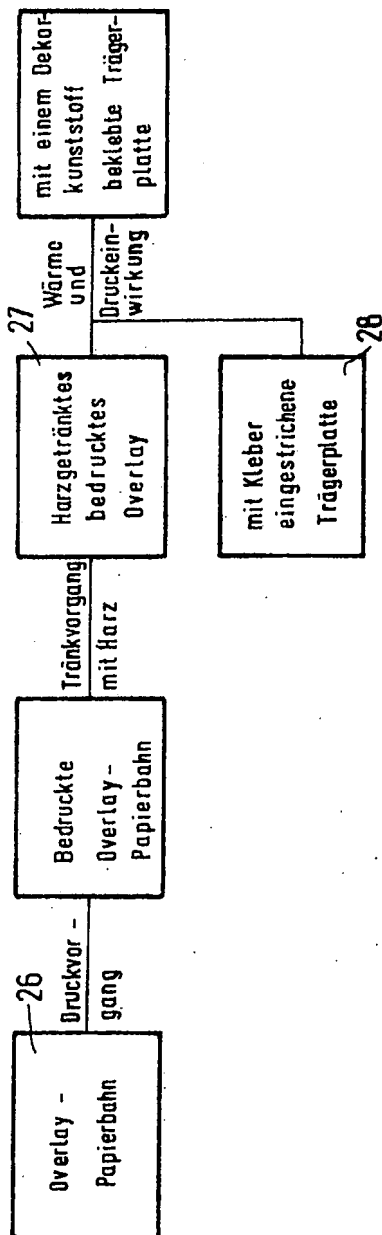 26
Overlay -
Papierbahn
Druckvor -
gang
Bedruckte
Overlay -
Papierbahn
Tränkvorgang
mit Harz
27
Harzgetränktes
bedrucktes
Overlay
Wärme
und
Druckein-
wirkung
mit Kleber
eingestrichene
Trägerplatte
28
mit einem Dekor-
kunststoff
beklebte Träger-
platte